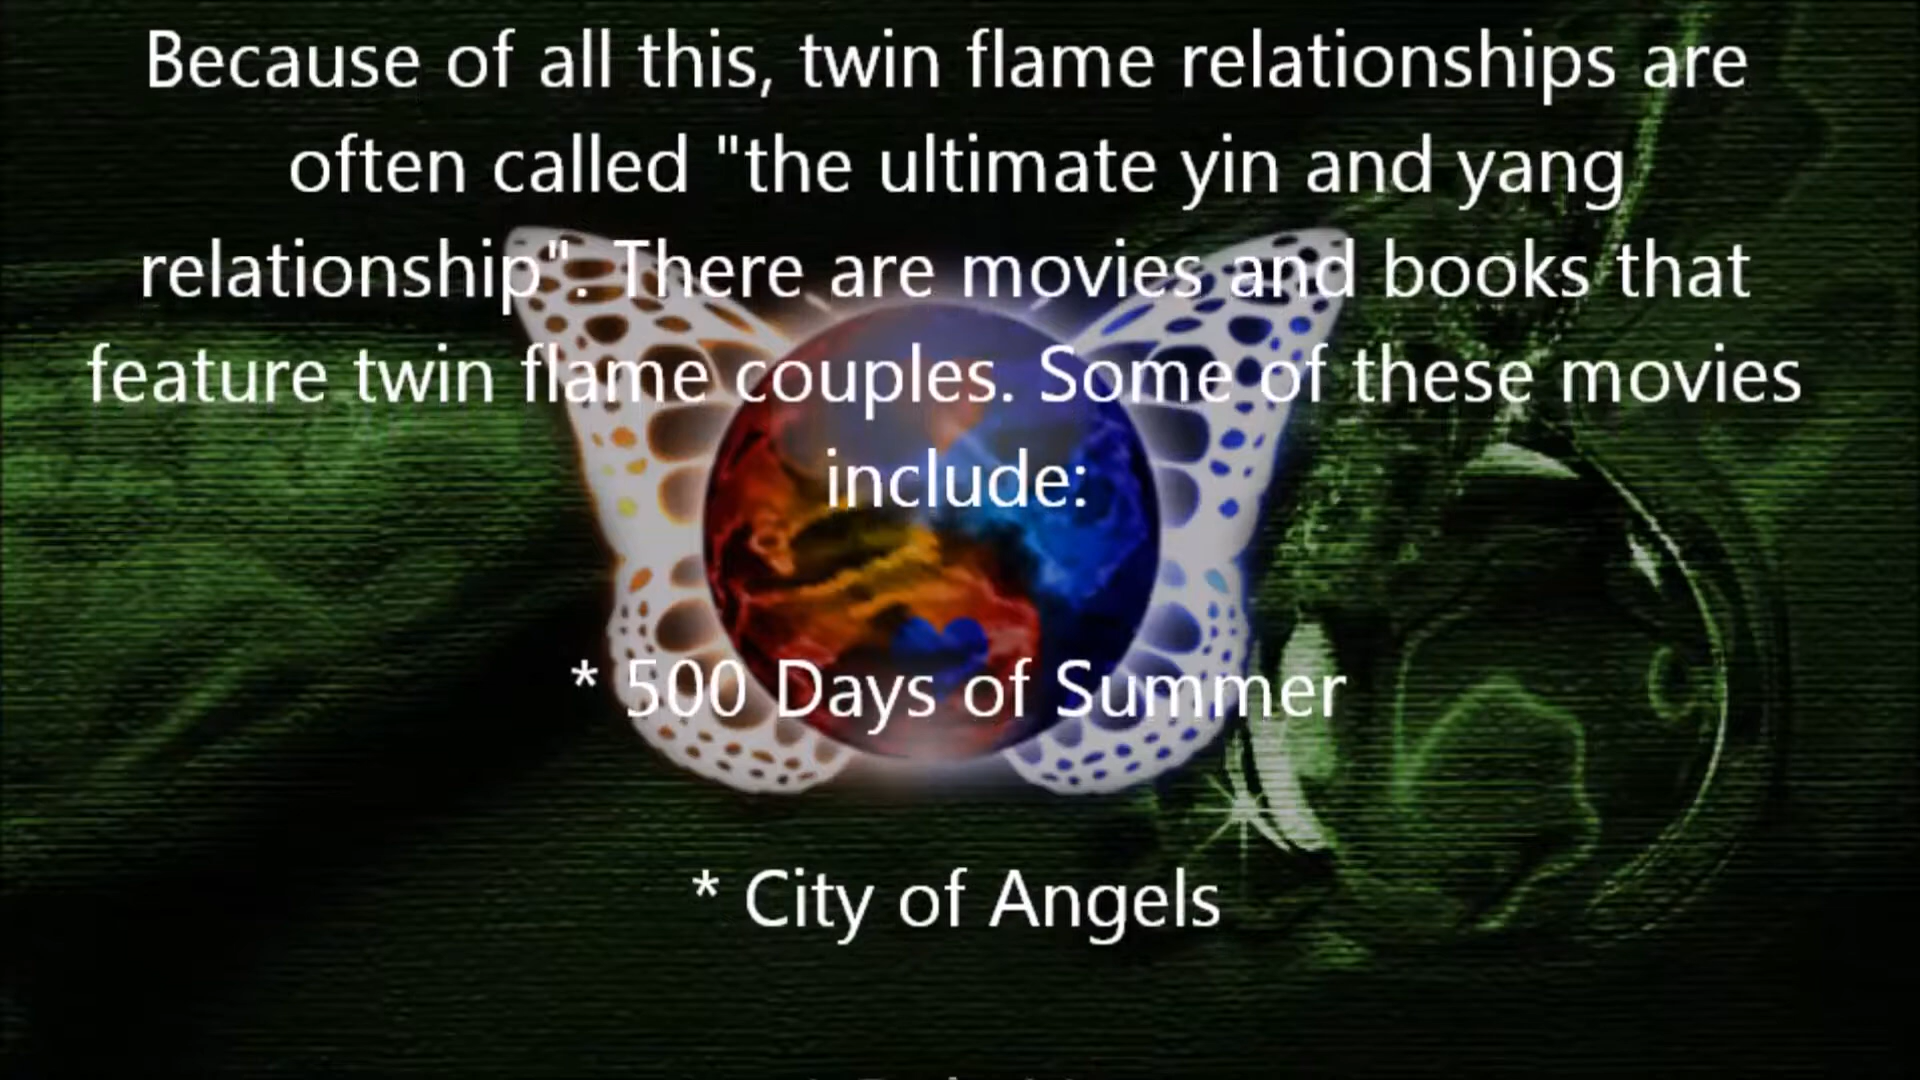 Because of all this, twin flame relationships are
often called "the ultimate yin and yang
relationship". There are movies and books that
feature twin flame couples. Some of these movies
include:
* 500 Days of Summer
* City of Angels